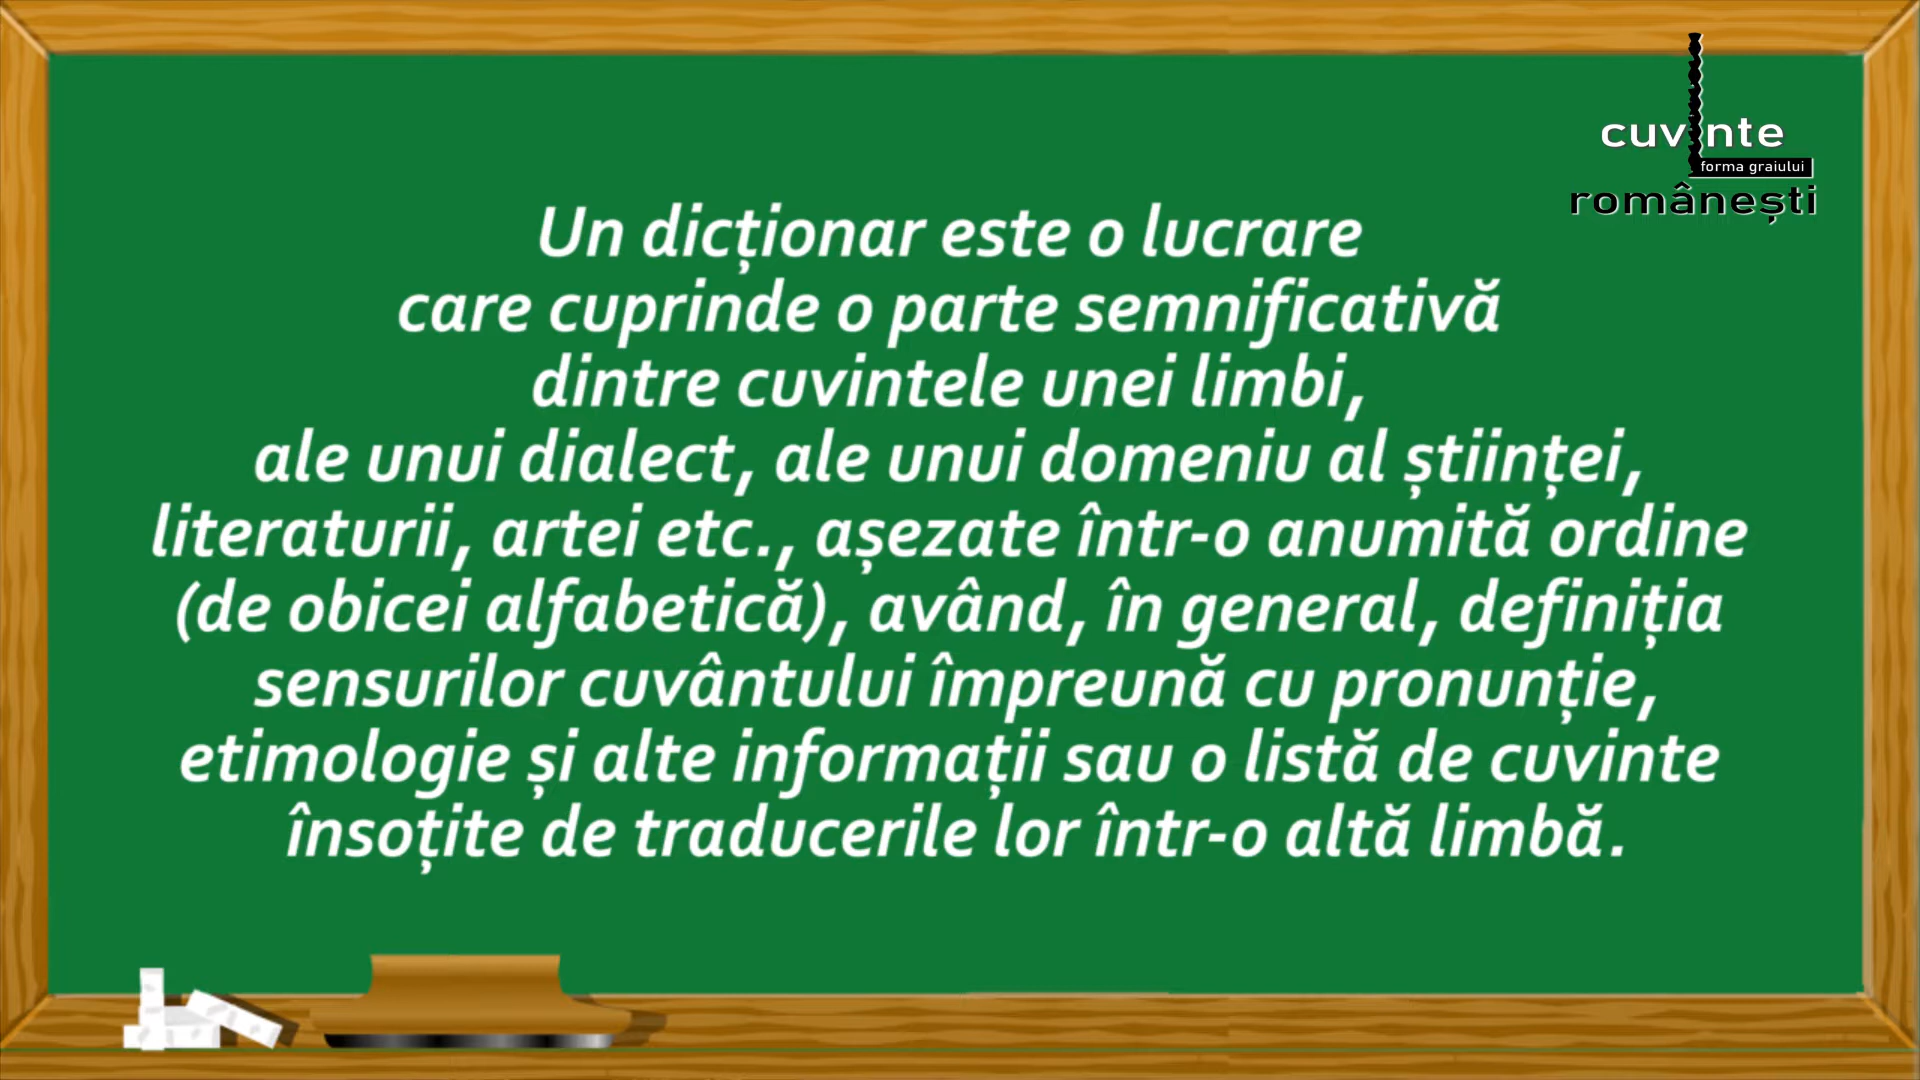 cuvinte
forma graiului
românești
Un dicționar este o lucrare
care cuprinde o parte semnificativă
dintre cuvintele unei limbi,
ale unui dialect, ale unui domeniu al științei,
literaturii, artei etc., așezate într-o anumită ordine
(de obicei alfabetică), având, în general, definiția
sensurilor cuvântului împreună cu pronunție,
etimologie și alte informații sau o listă de cuvinte
însoțite de traducerile lor într-o altă limbă.